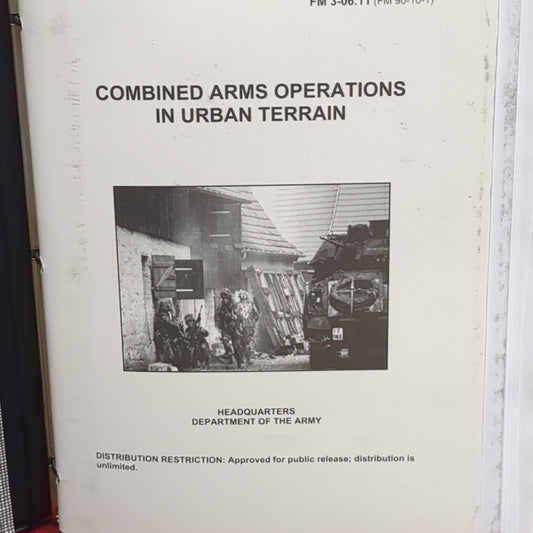 FM 3-06.11 (FM 90-10-1)
COMBINED ARMS OPERATIONS
IN URBAN TERRAIN
HEADQUARTERS
DEPARTMENT OF THE ARMY
DISTRIBUTION RESTRICTION: Approved for public release; distribution is
unlimited.